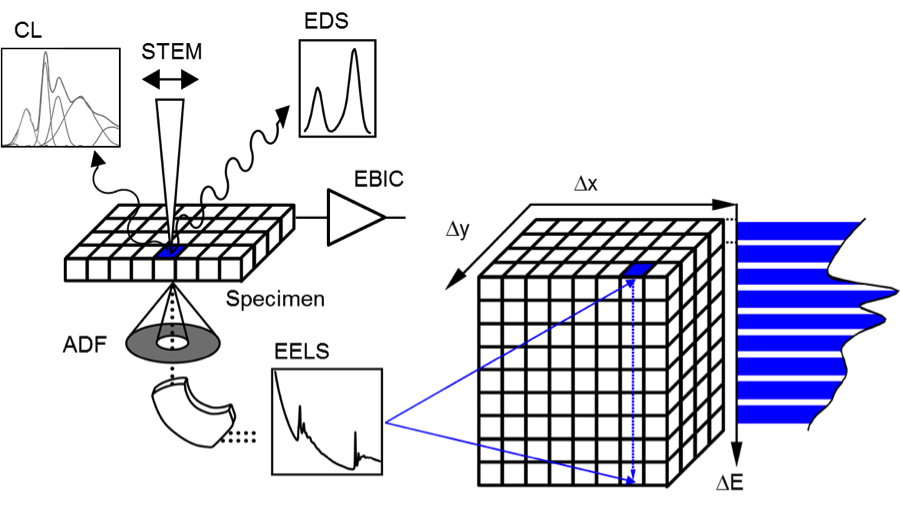 CL
EDS
STEM
EBIC
Δx
Δy
Specimen
ADF
EELS
ΔE